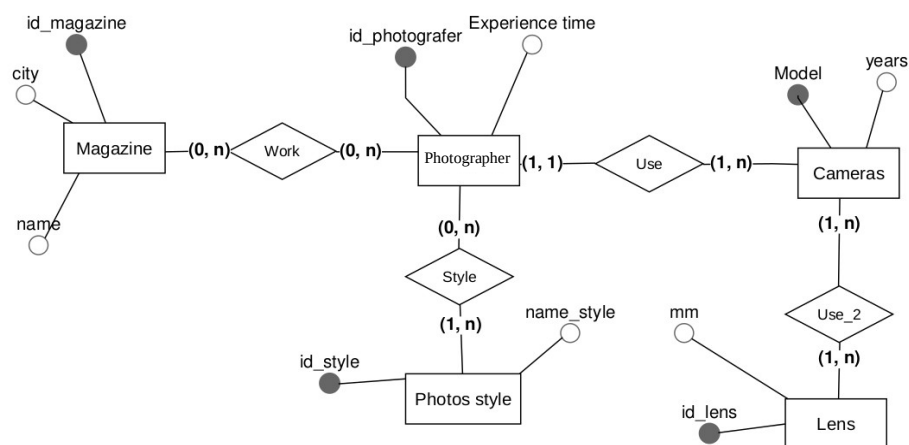 id_magazine
city
Magazine
name
(0, n)
Work
(0, n)
id_photografer
Experience time
Photographer
(1, 1)
Use
(1, n)
Model
years
Cameras
(0, n)
Style
(1, n)
id_style
name_style
Photos style
(1, n)
Use_2
(1, n)
mm
id_lens
Lens